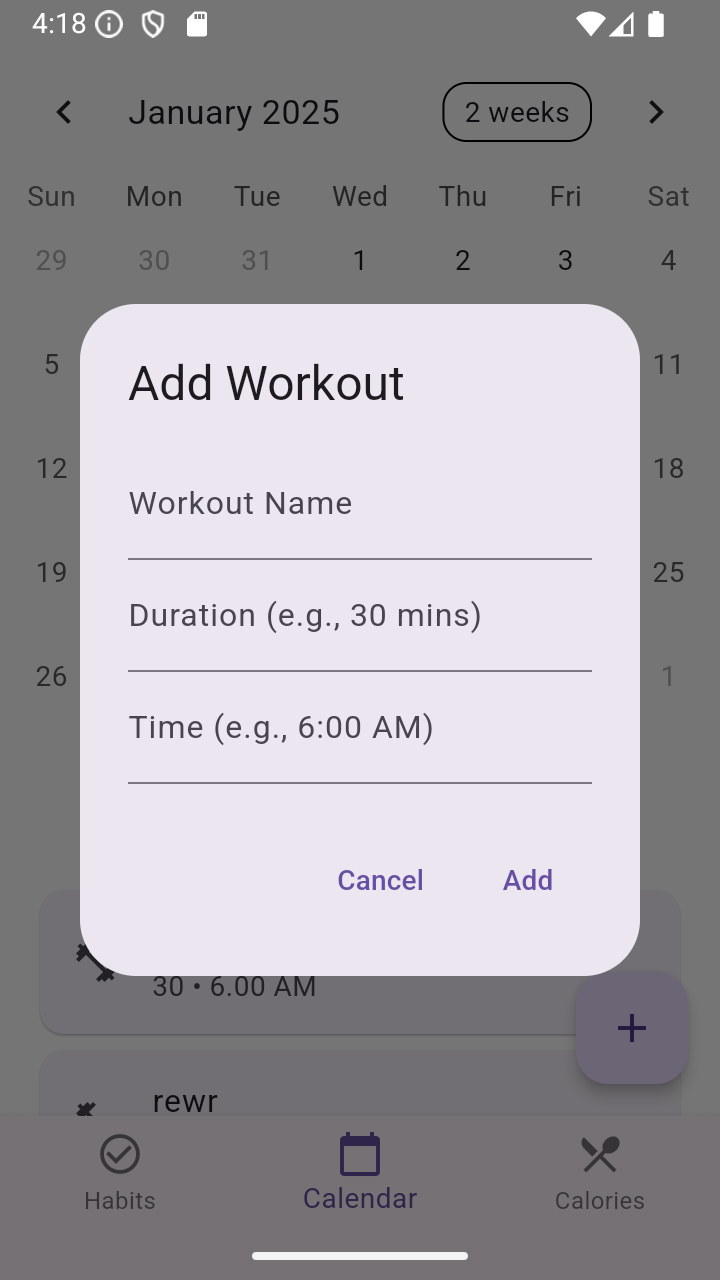 4:18
January 2025
2 weeks
Sun Mon Tue Wed Thu Fri Sat
29 30 31 1 2 3 4
5 11
12 18
19 25
26 1
Add Workout
Workout Name
Duration (e.g., 30 mins)
Time (e.g., 6:00 AM)
Cancel Add
30 • 6.00 AM
rewr
Habits Calendar Calories